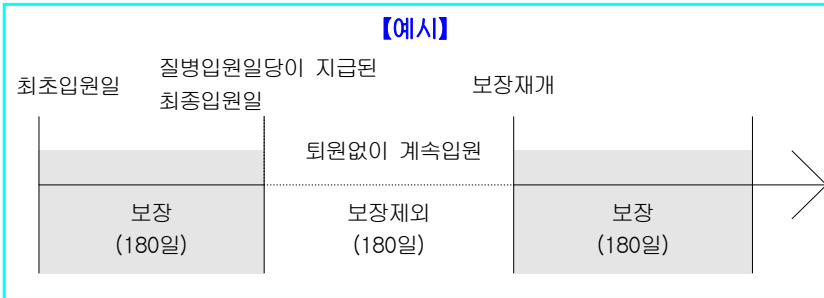 【예시】
최초입원일
질병입원일당이 지급된
최종입원일
보장재개
퇴원없이 계속입원
보장
(180일)
보장제외
(180일)
보장
(180일)